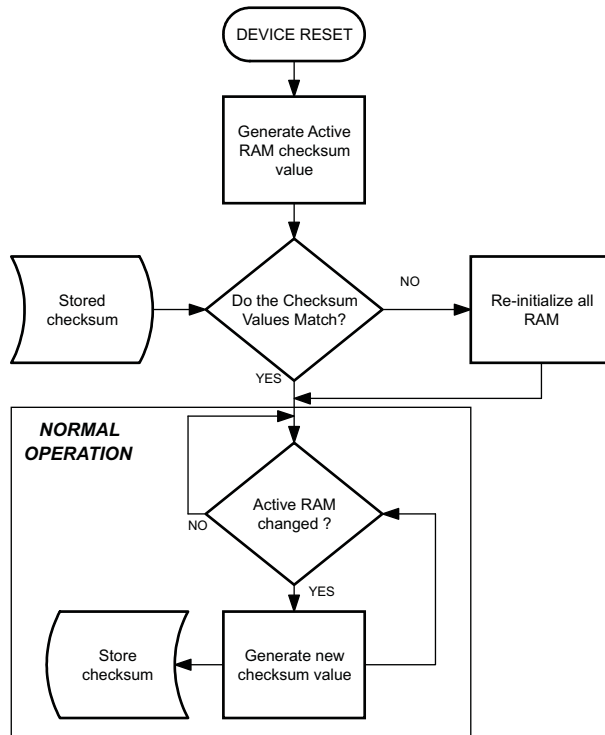 DEVICE RESET
Generate Active
RAM checksum
value
Stored
checksum
Do the Checksum
Values Match?
NO
Re-initialize all
RAM
YES
NORMAL
OPERATION
Active RAM
changed ?
NO
YES
Store
checksum
Generate new
checksum value